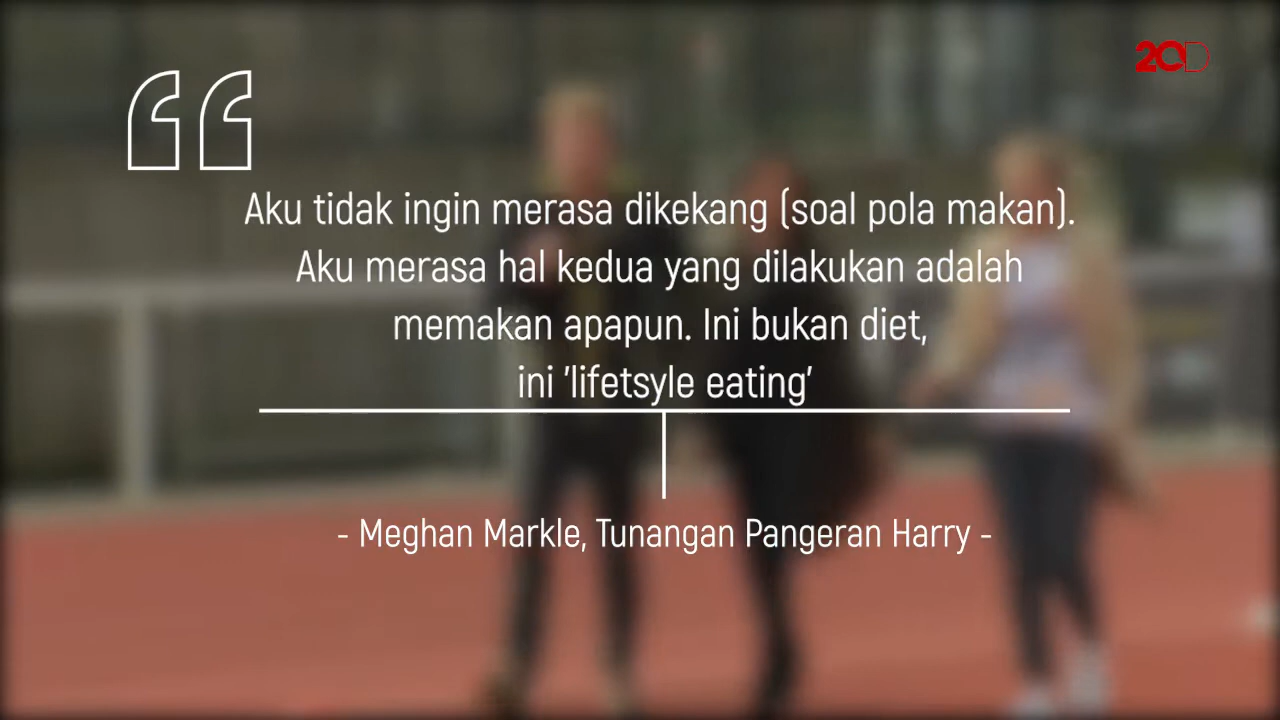 20D
Aku tidak ingin merasa dikekang (soal pola makan).
Aku merasa hal kedua yang dilakukan adalah
memakan apapun. Ini bukan diet,
ini 'lifetsyle eating'
- Meghan Markle, Tunangan Pangeran Harry -